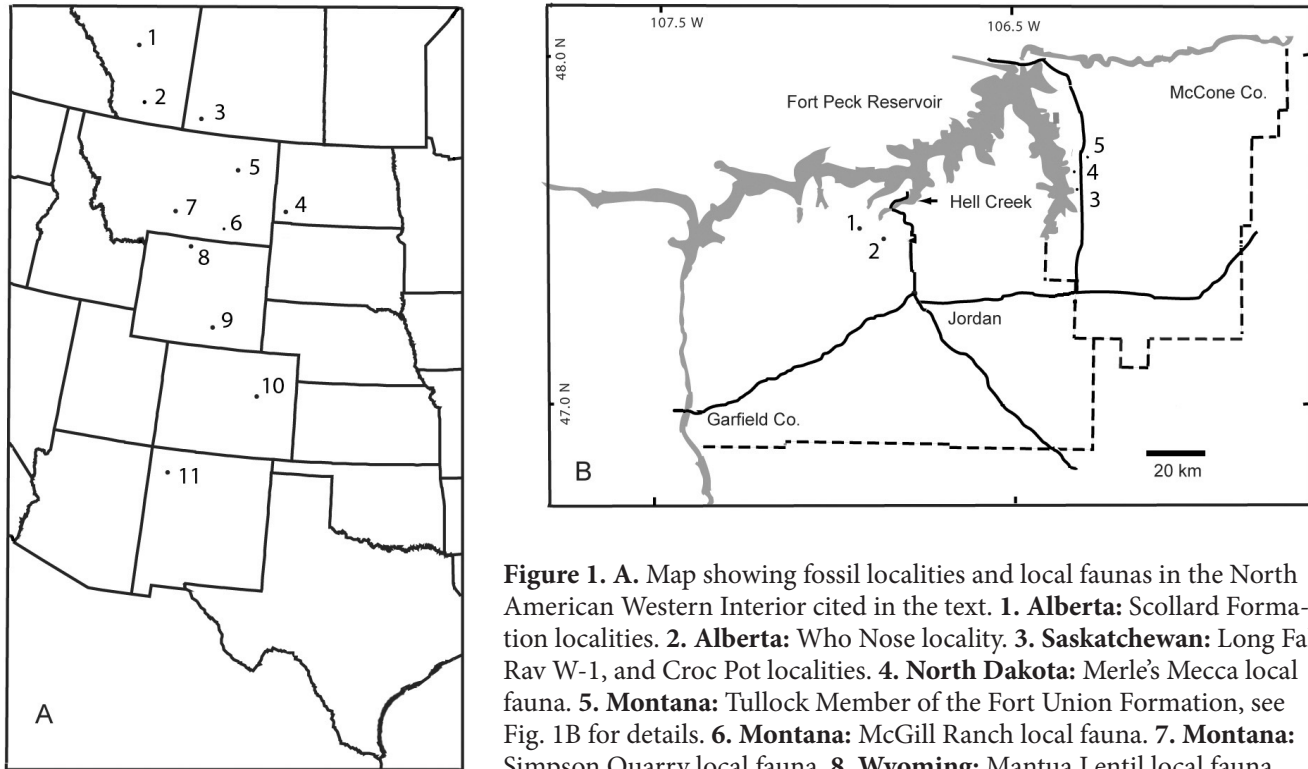 1
2
3
5
4
7
6
8
9
10
11
A
107.5 W
106.5 W
48.0 N
Fort Peck Reservoir
McCone Co.
5
4
3
Hell Creek
1
2
Jordan
47.0 N
Garfield Co.
B
20 km
Figure 1. A. Map showing fossil localities and local faunas in the North
American Western Interior cited in the text. 1. Alberta: Scollard Forma-
tion localities. 2. Alberta: Who Nose locality. 3. Saskatchewan: Long Fa
Rav W-1, and Croc Pot localities. 4. North Dakota: Merle’s Mecca local
fauna. 5. Montana: Tullock Member of the Fort Union Formation, see
Fig. 1B for details. 6. Montana: McGill Ranch local fauna. 7. Montana:
Simpson Quarry local fauna. 8. Wyoming: Mantua Lentil local fauna